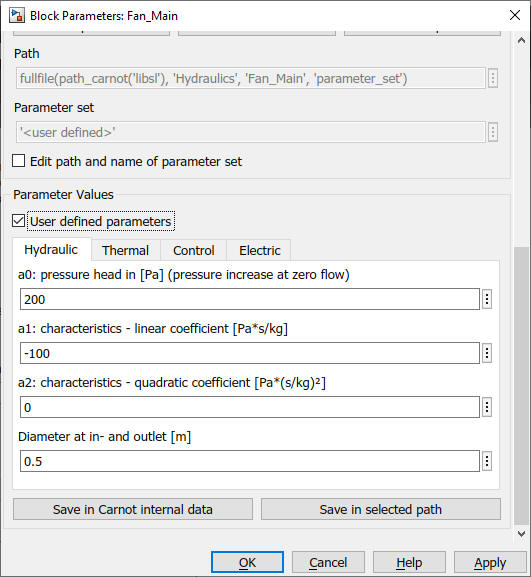 Block Parameters: Fan_Main
Path
fullfile(path_carnot('libsl'), 'Hydraulics', 'Fan_Main', 'parameter_set')
Parameter set
'<user defined>'
Edit path and name of parameter set
Parameter Values
User defined parameters
Hydraulic Thermal Control Electric
a0: pressure head in [Pa] (pressure increase at zero flow)
200
a1: characteristics - linear coefficient [Pa*s/kg]
-100
a2: characteristics - quadratic coefficient [Pa*(s/kg)²]
0
Diameter at in- and outlet [m]
0.5
Save in Carnot internal data Save in selected path
OK Cancel Help Apply